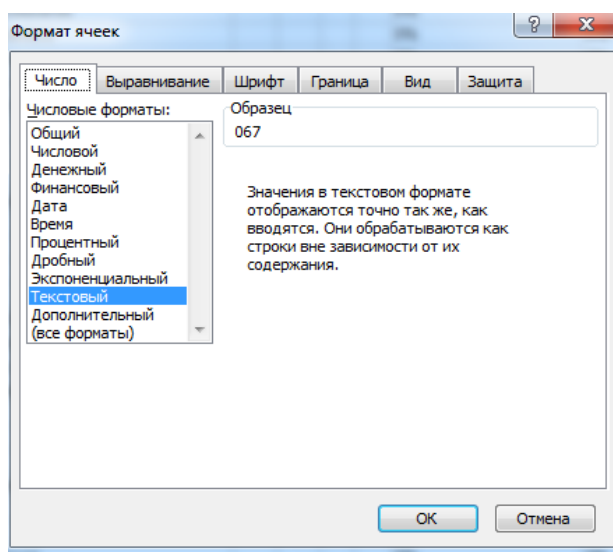 Формат ячеек
Число Выравнивание Шрифт Граница Вид Защита
Числовые форматы:
Общий
Числовой
Денежный
Финансовый
Дата
Время
Процентный
Дробный
Экспоненциальный
Текстовый
Дополнительный
(все форматы)
Образец
067
Значения в текстовом формате
отображаются точно так же, как
вводятся. Они обрабатываются как
строки вне зависимости от их
содержания.
ОК Отмена